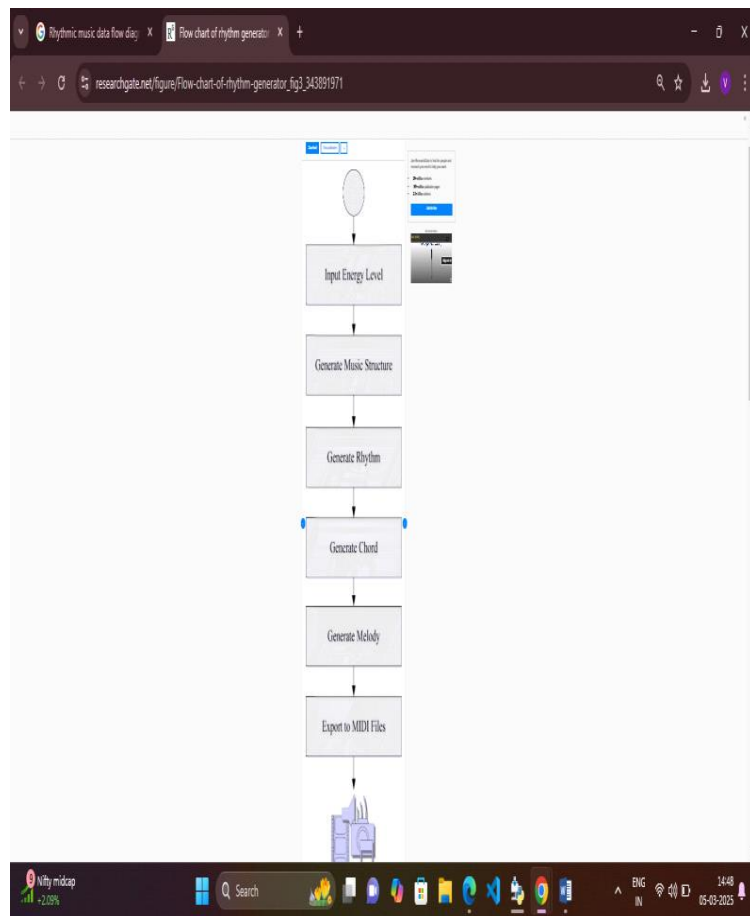 Rhythmic music data flow diag
Flow chart of rhythm generator
researchgate.net/figure/Flow-chart-of-rhythm-generator_fig3_343891971
V
Input Energy Level
Generate Music Structure
Generate Rhythm
Generate Chord
Generate Melody
Export to MIDI Files
9
Nifty midcap
+2.09%
Search
ENG
IN
14:48
05-03-2025